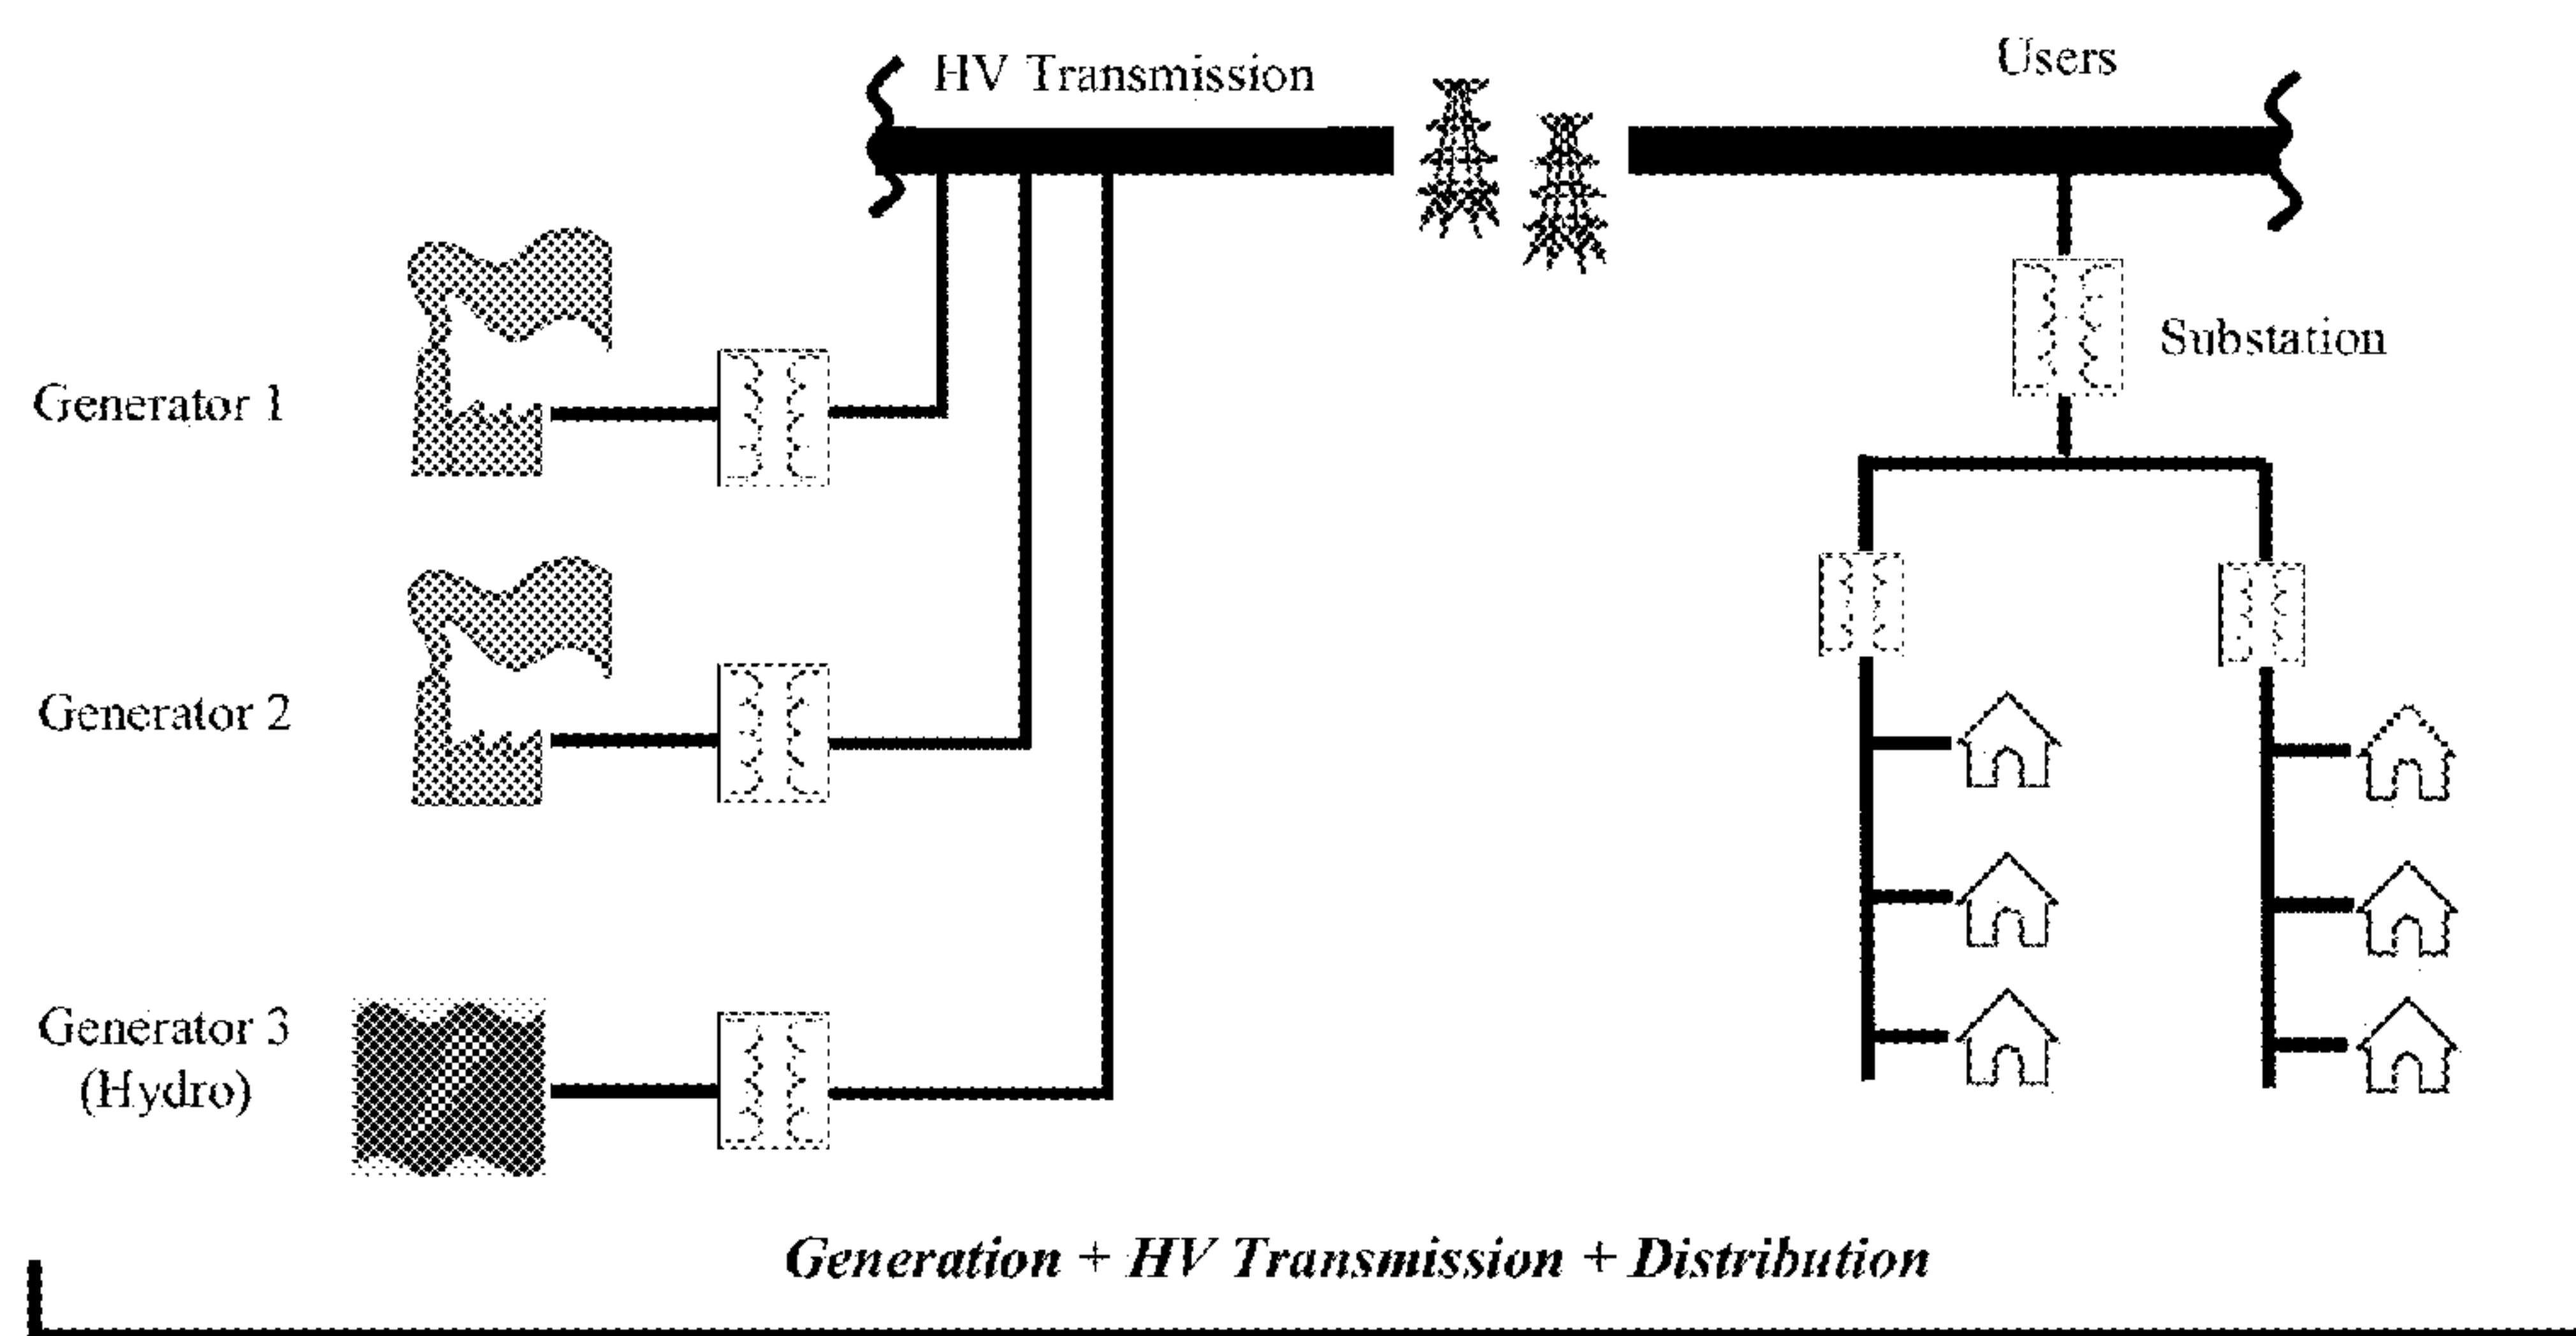 HV Transmission
Users
Substation
Generator 1
Generator 2
Generator 3
(Hydro)
Generation + HV Transmission + Distribution